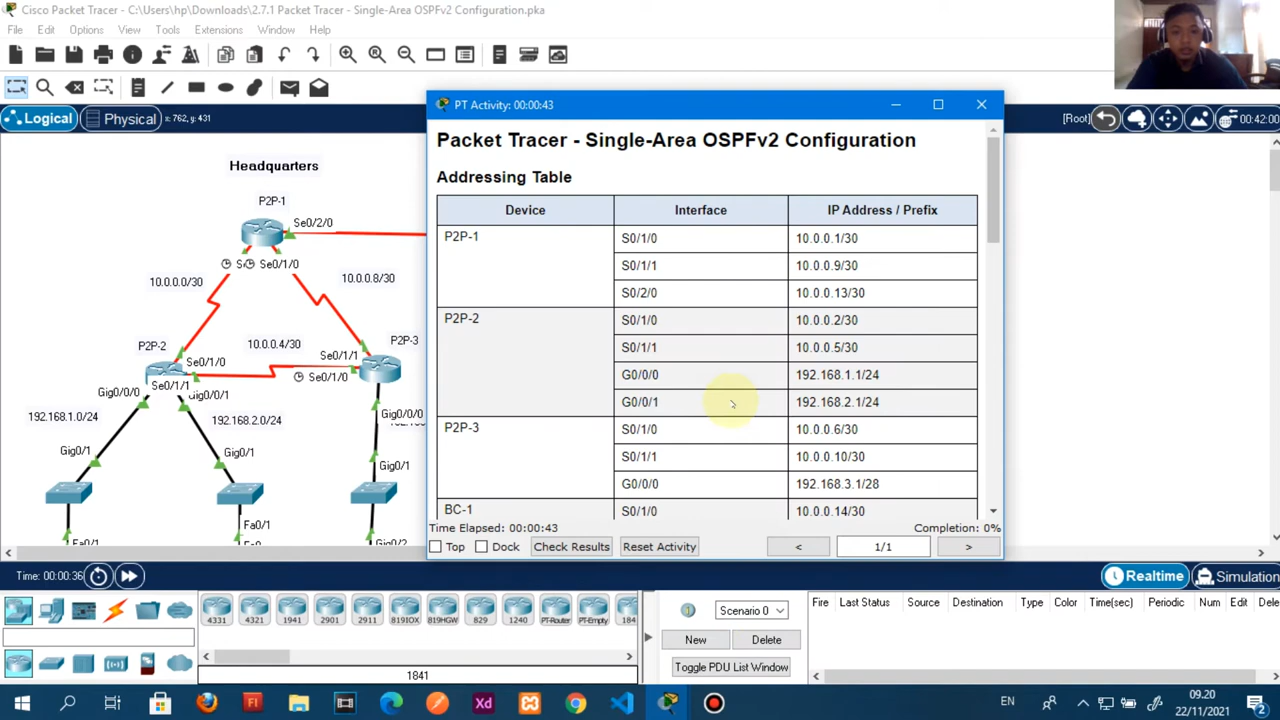 Cisco Packet Tracer - C:\Users\hp\Downloads\2.7.1 Packet Tracer - Single-Area OSPFv2 Configuration.pka
File Edit Options View Tools Extensions Window Help
Logical Physical x: 762, y: 431 [Root] 00:42:00
PT Activity: 00:00:43
Packet Tracer - Single-Area OSPFv2 Configuration
Addressing Table
Device Interface IP Address / Prefix
P2P-1 S0/1/0 10.0.0.1/30
S0/1/1 10.0.0.9/30
S0/2/0 10.0.0.13/30
P2P-2 S0/1/0 10.0.0.2/30
S0/1/1 10.0.0.5/30
G0/0/0 192.168.1.1/24
G0/0/1 192.168.2.1/24
P2P-3 S0/1/0 10.0.0.6/30
S0/1/1 10.0.0.10/30
G0/0/0 192.168.3.1/28
BC-1 S0/1/0 10.0.0.14/30
Time Elapsed: 00:00:43 Completion: 0%
Top Dock Check Results Reset Activity < 1/1 >
Headquarters
P2P-1
Se0/2/0
Se0/1/0
10.0.0.0/30
10.0.0.8/30
P2P-2
10.0.0.4/30
P2P-3
Se0/1/0
Se0/1/1
Se0/1/1
Se0/1/0
Gig0/0/0
Gig0/0/1
Gig0/0/0
192.168.1.0/24
192.168.2.0/24
Gig0/1
Gig0/1
Gig0/1
Fa0/1
Fa0/1
Gig0/2
Time: 00:00:36 Realtime Simulation
4331 4321 1941 2901 2911 819IOX 819HGW 829 1240 PT-Router PT-Empty 184
1841
Scenario 0
New Delete
Toggle PDU List Window
Fire Last Status Source Destination Type Color Time(sec) Periodic Num Edit Dele
EN
09.20
22/11/2021
2